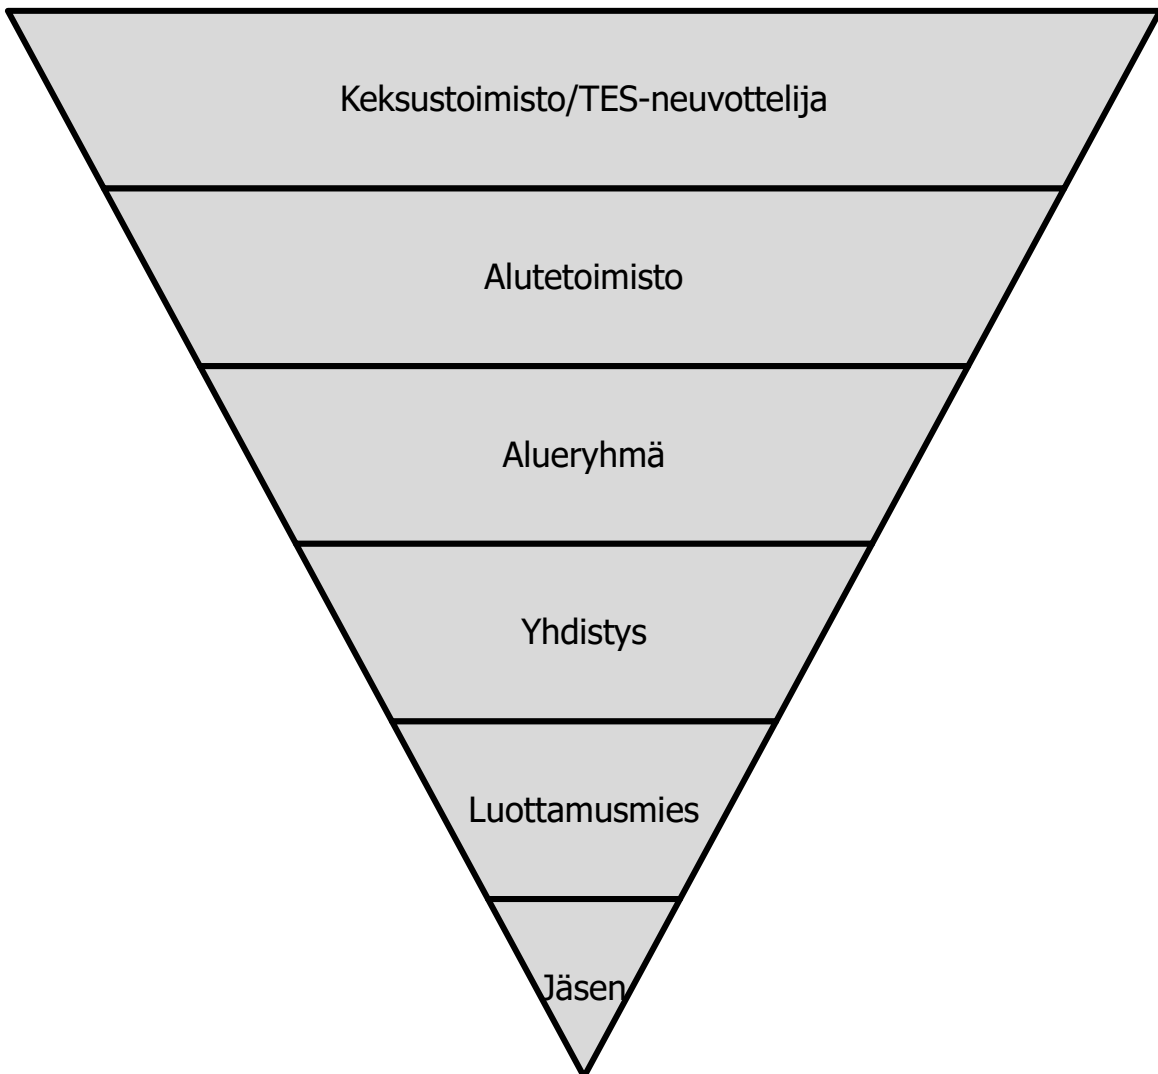 Keksustoimisto/TES-neuvottelija
Alutetoimisto
Alueryhmä
Yhdistys
Luottamusmies
Jäsen